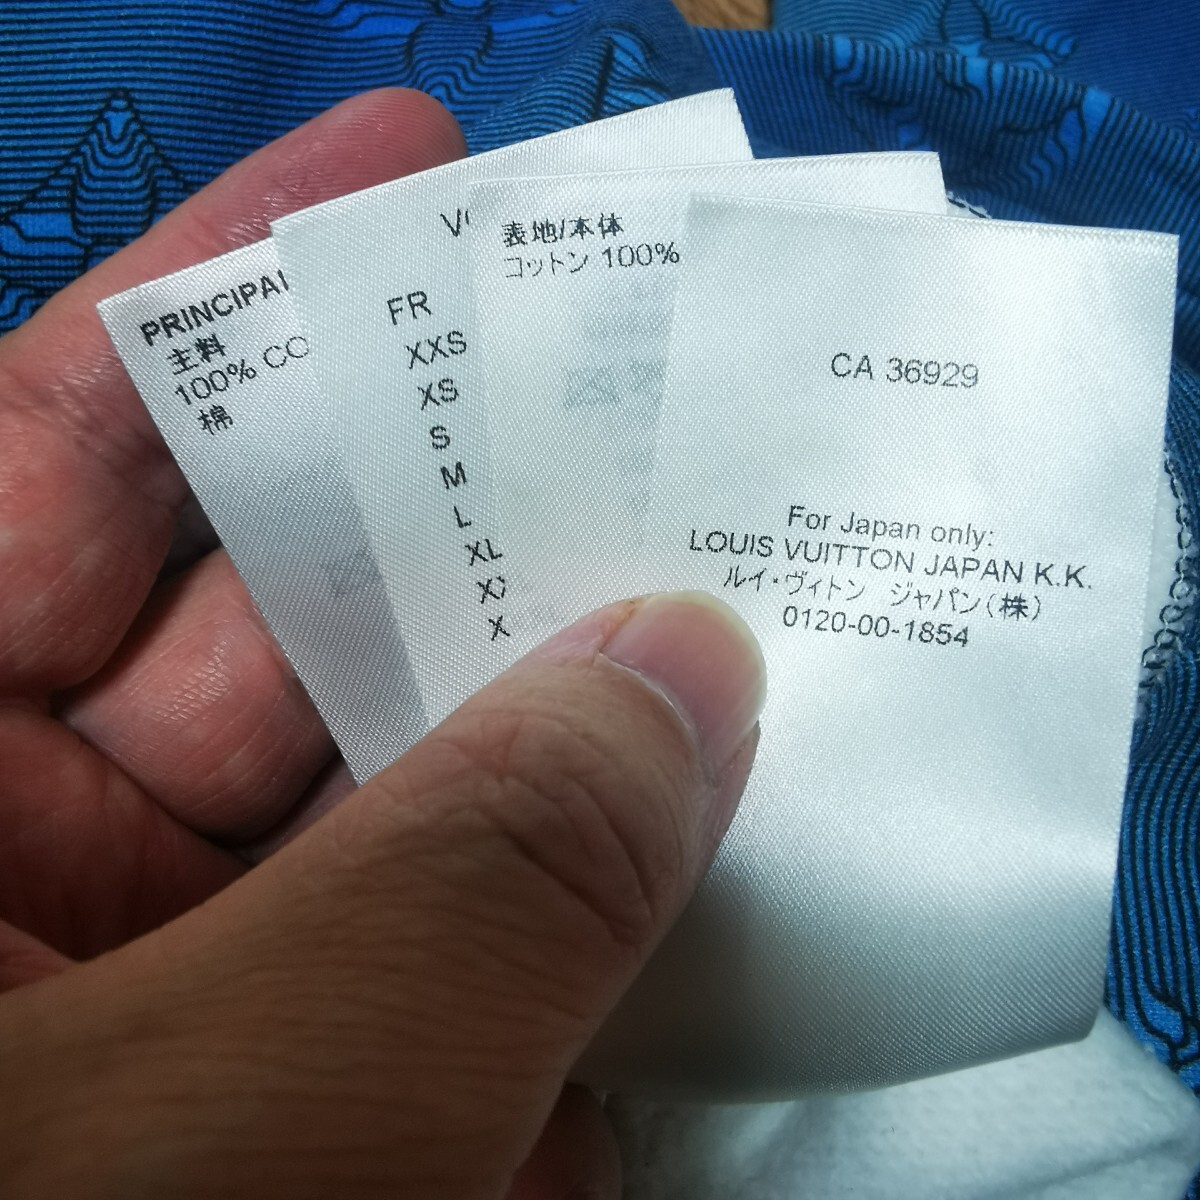 主料
100%
棉
FR
XXS
XS
S
M
L
XL
表地/本体
コットン 100%
CA 36929
For Japan only:
LOUIS VUITTON JAPAN K.K.
ルイ・ヴィトン ジャパン(株)
0120-00-1854